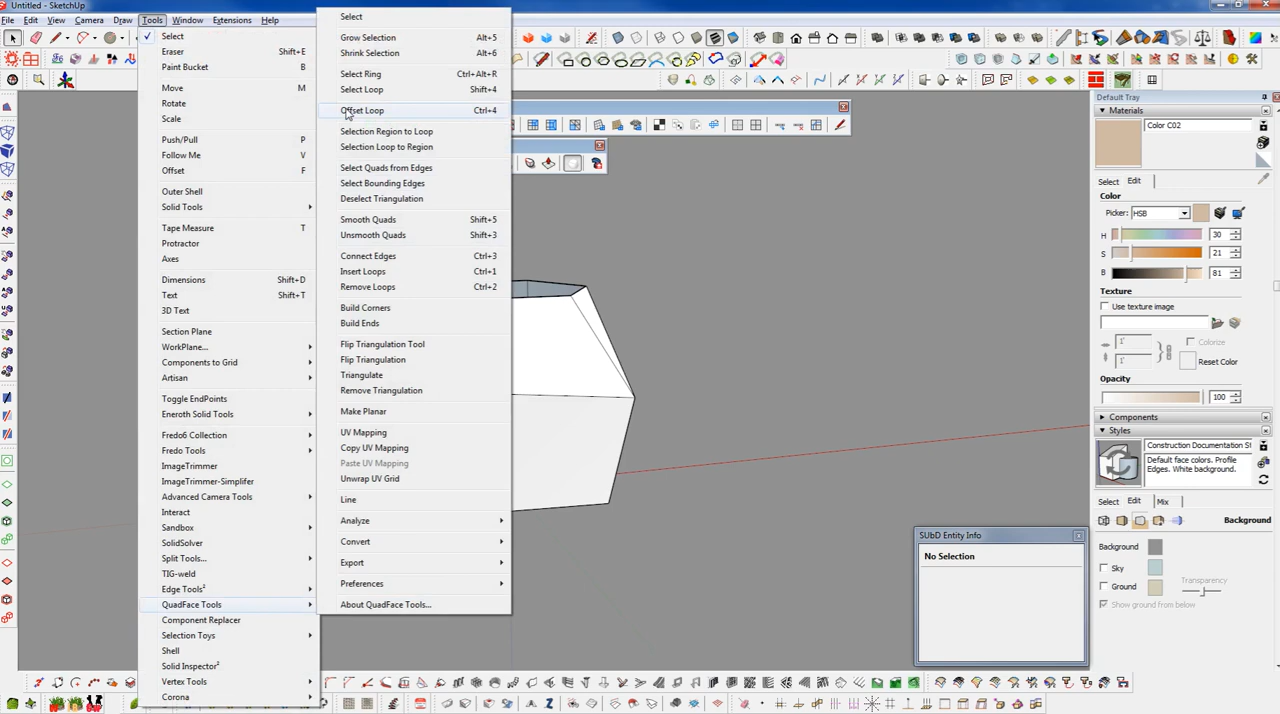 Untitled - SketchUp
File Edit View Camera Draw Tools Window Extensions Help
Select
Eraser Shift+E
Paint Bucket B
Move M
Rotate
Scale
Push/Pull P
Follow Me V
Offset F
Outer Shell
Solid Tools
Tape Measure T
Protractor
Axes
Dimensions Shift+D
Text Shift+T
3D Text
Section Plane
WorkPlane...
Components to Grid
Artisan
Toggle EndPoints
Eneroth Solid Tools
Fredo6 Collection
Fredo Tools
ImageTrimmer
ImageTrimmer-Simplifer
Advanced Camera Tools
Interact
Sandbox
SolidSolver
Split Tools...
TIG-weld
Edge Tools²
QuadFace Tools
Component Replacer
Selection Toys
Shell
Solid Inspector²
Vertex Tools
Corona
Select
Grow Selection Alt+5
Shrink Selection Alt+6
Select Ring Ctrl+Alt+R
Select Loop Shift+4
Offset Loop Ctrl+4
Selection Region to Loop
Selection Loop to Region
Select Quads from Edges
Select Bounding Edges
Deselect Triangulation
Smooth Quads Shift+5
Unsmooth Quads Shift+3
Connect Edges Ctrl+3
Insert Loops Ctrl+1
Remove Loops Ctrl+2
Build Corners
Build Ends
Flip Triangulation Tool
Flip Triangulation
Triangulate
Remove Triangulation
Make Planar
UV Mapping
Copy UV Mapping
Paste UV Mapping
Unwrap UV Grid
Line
Analyze
Convert
Export
Preferences
About QuadFace Tools...
Default Tray
Materials
Color C02
Select Edit
Color
Picker: HSB
H 30
S 21
B 81
Texture
Use texture image
1'
Colorize
1'
Reset Color
Opacity
100
Components
Styles
Construction Documentation St
Default face colors. Profile
Edges. White background.
Select Edit Mix
Background
Background
Sky
Ground Transparency
Show ground from below
SUbD Entity Info
No Selection